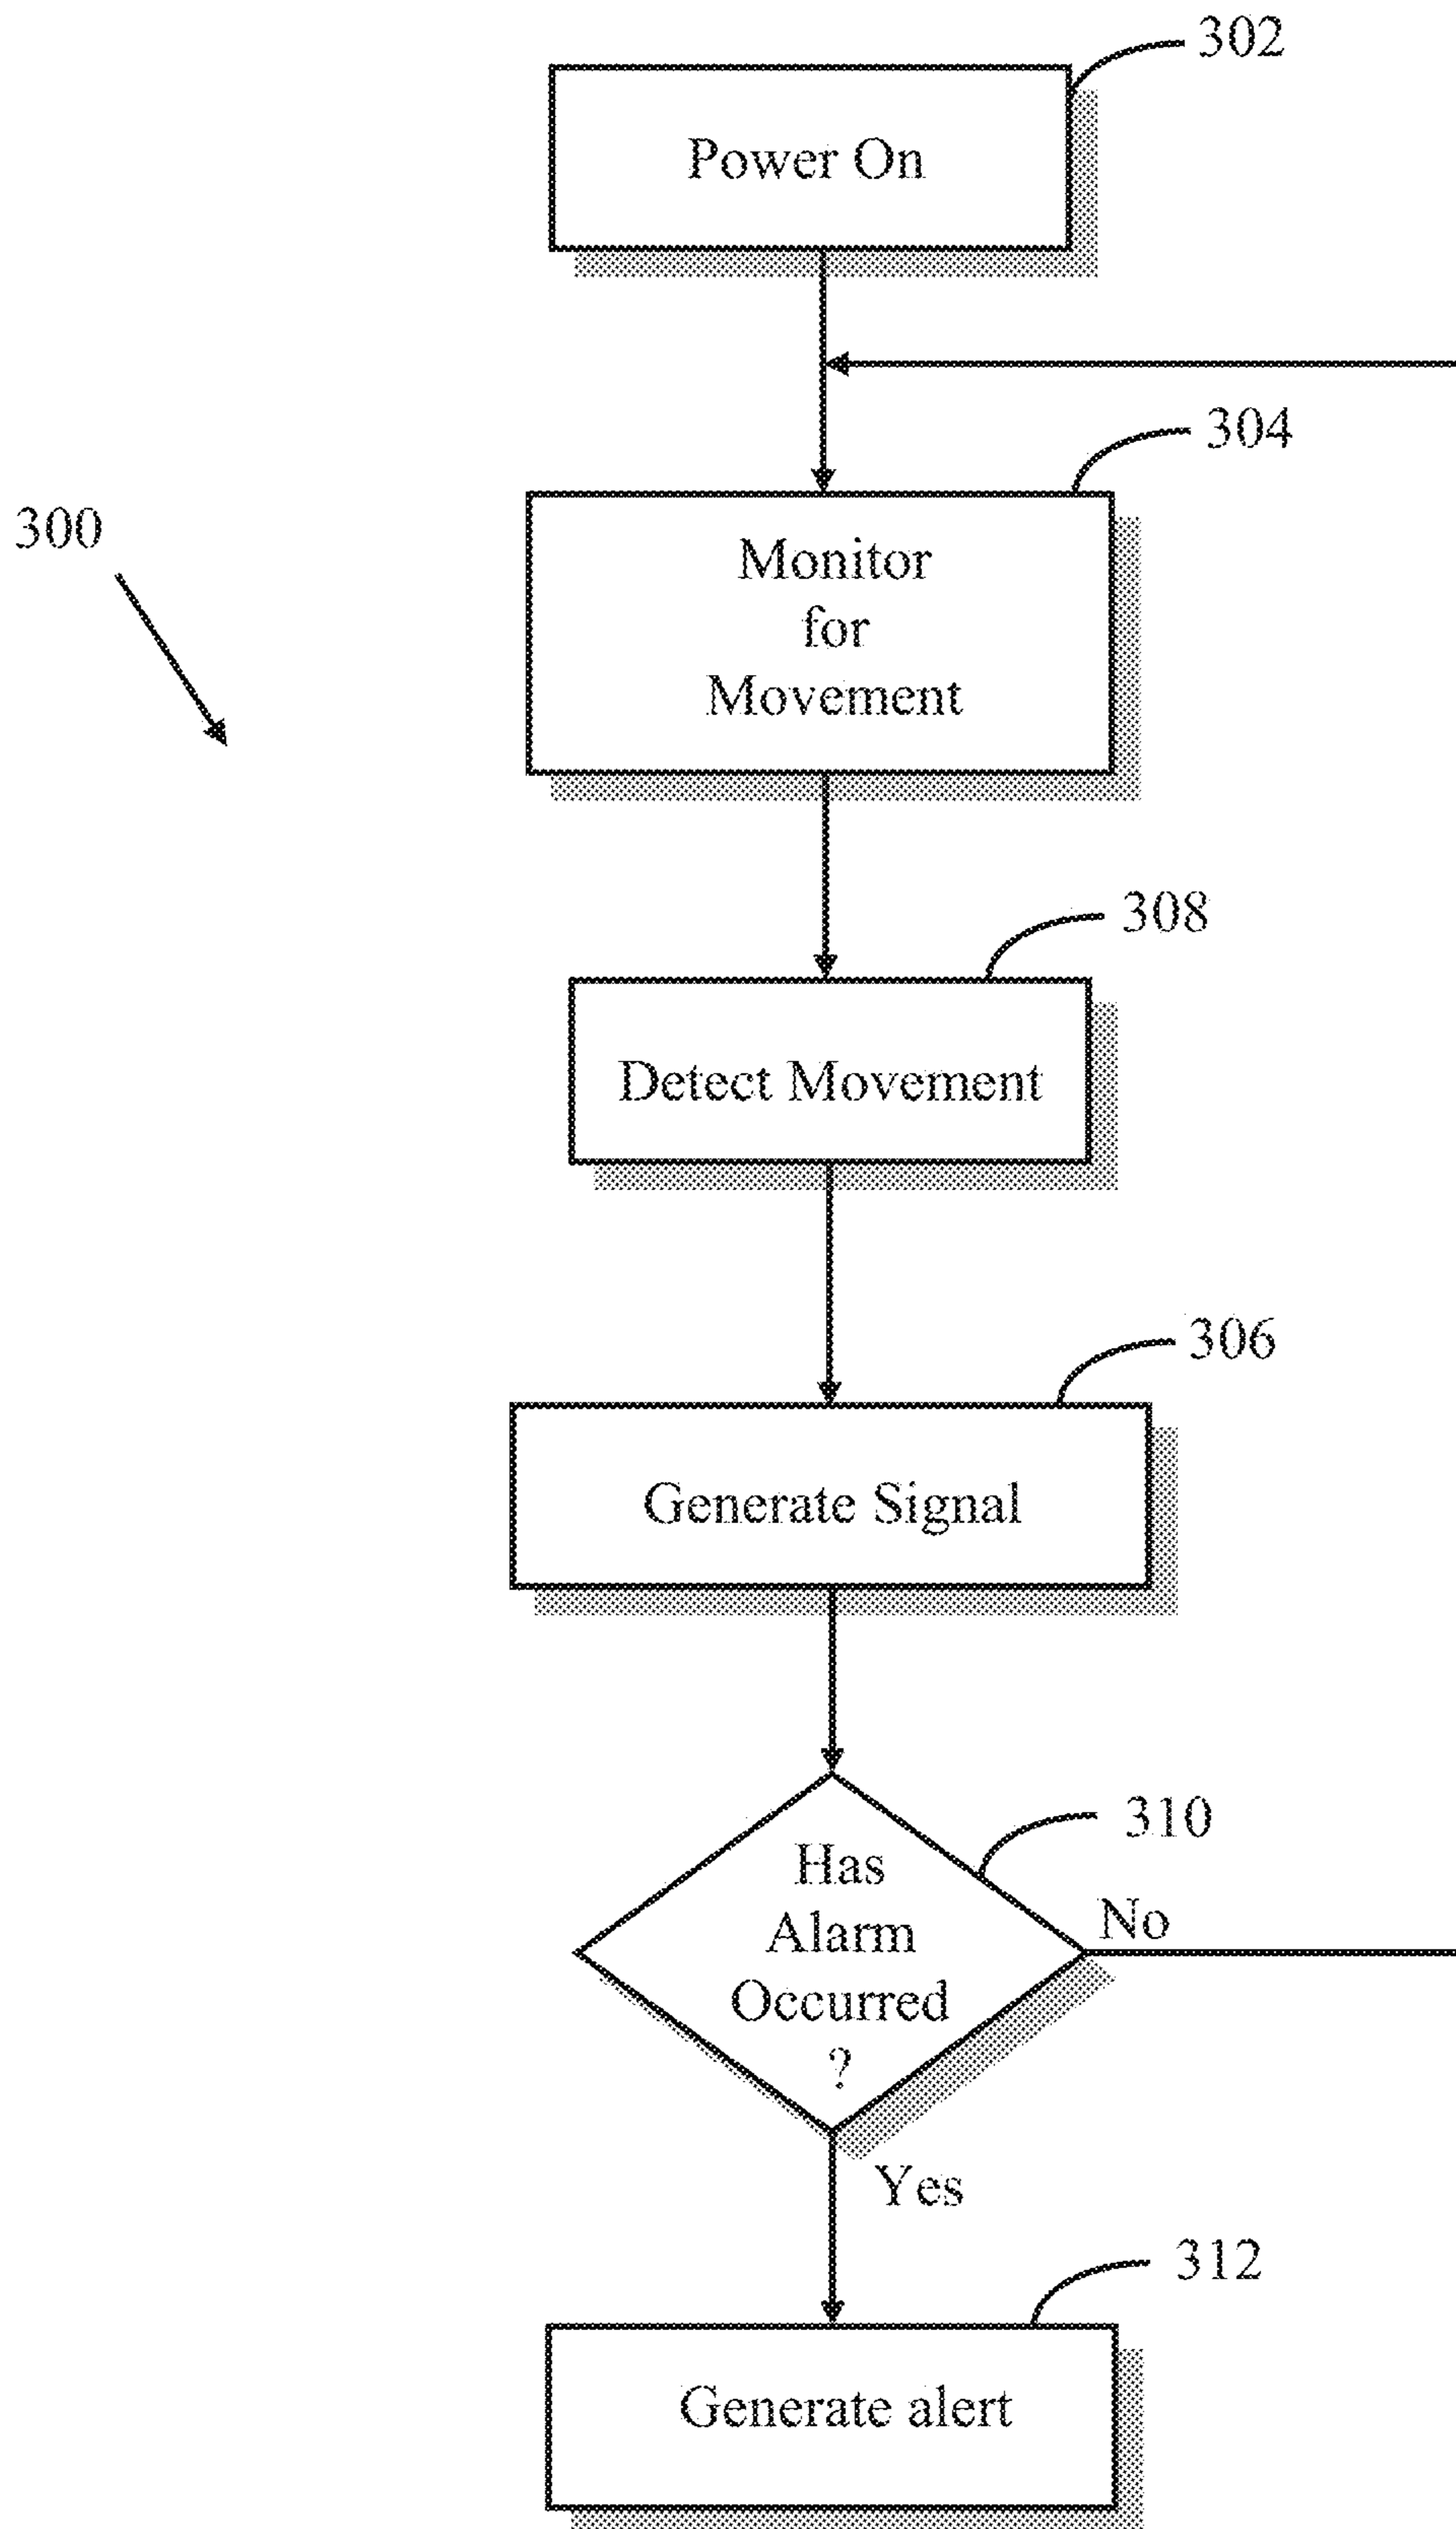 302
Power On
304
300
Monitor
for
Movement
308
Detect Movement
306
Generate Signal
310
Has
Alarm
Occurred
?
No
Yes
312
Generate alert